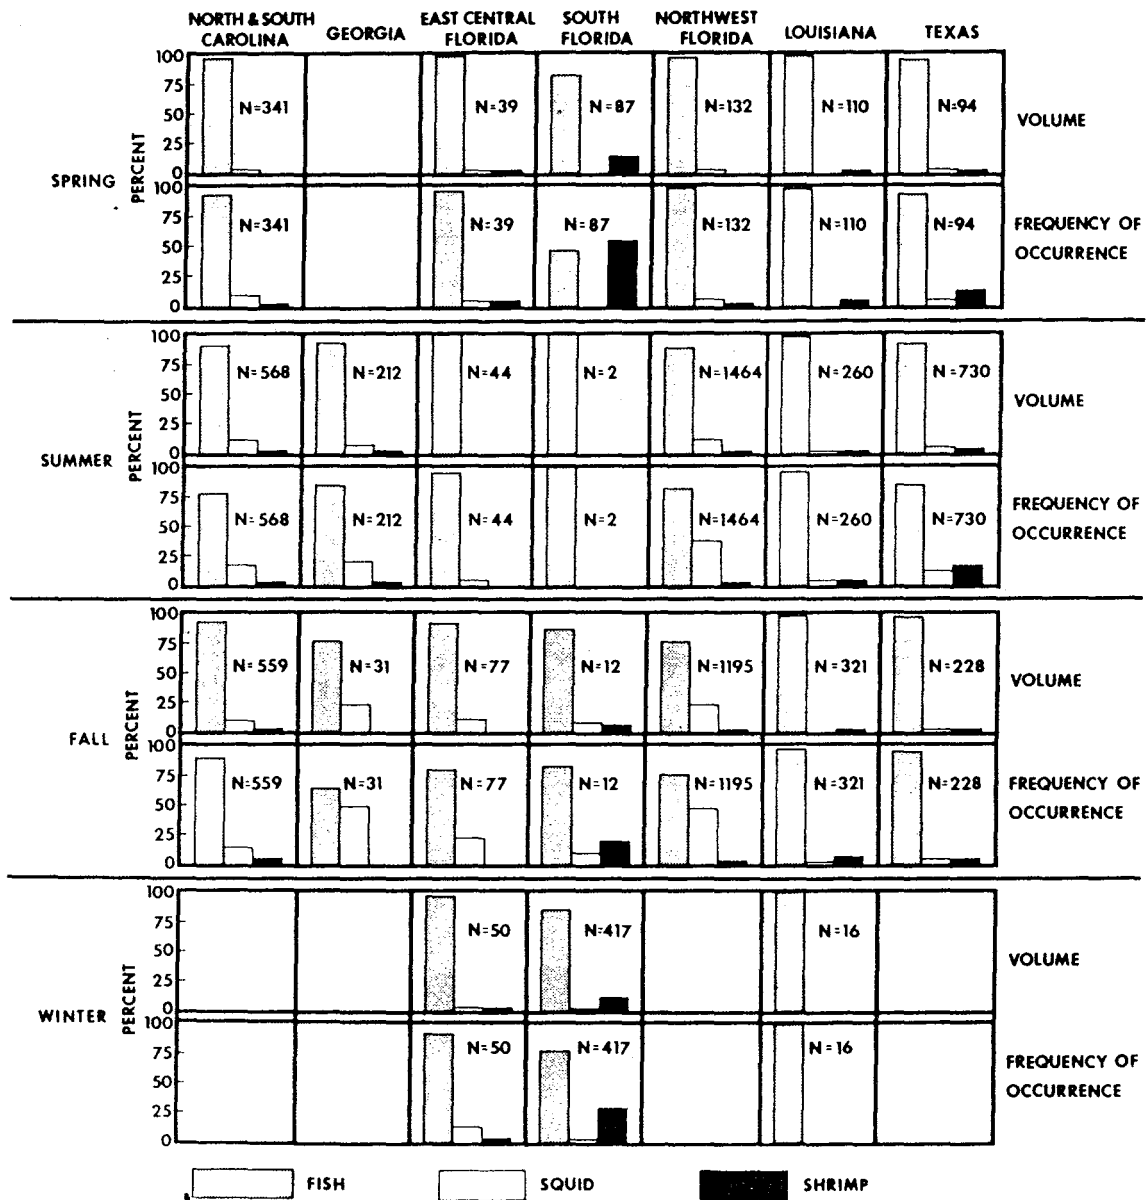 NORTH & SOUTH CAROLINA
GEORGIA
EAST CENTRAL FLORIDA
SOUTH FLORIDA
NORTHWEST FLORIDA
LOUISIANA
TEXAS
SPRING
PERCENT
100
75
50
25
0
N=341
N=39
N=87
N=132
N=110
N=94
VOLUME
100
75
50
25
0
N=341
N=39
N=87
N=132
N=110
N=94
FREQUENCY OF
OCCURRENCE
SUMMER
PERCENT
100
75
50
25
0
N=568
N=212
N=44
N=2
N=1464
N=260
N=730
VOLUME
100
75
50
25
0
N=568
N=212
N=44
N=2
N=1464
N=260
N=730
FREQUENCY OF
OCCURRENCE
FALL
PERCENT
100
75
50
25
0
N=559
N=31
N=77
N=12
N=1195
N=321
N=228
VOLUME
100
75
50
25
0
N=559
N=31
N=77
N=12
N=1195
N=321
N=228
FREQUENCY OF
OCCURRENCE
WINTER
PERCENT
100
75
50
25
0
N=50
N=417
N=16
VOLUME
100
75
50
25
0
N=50
N=417
N=16
FREQUENCY OF
OCCURRENCE
FISH
SQUID
SHRIMP